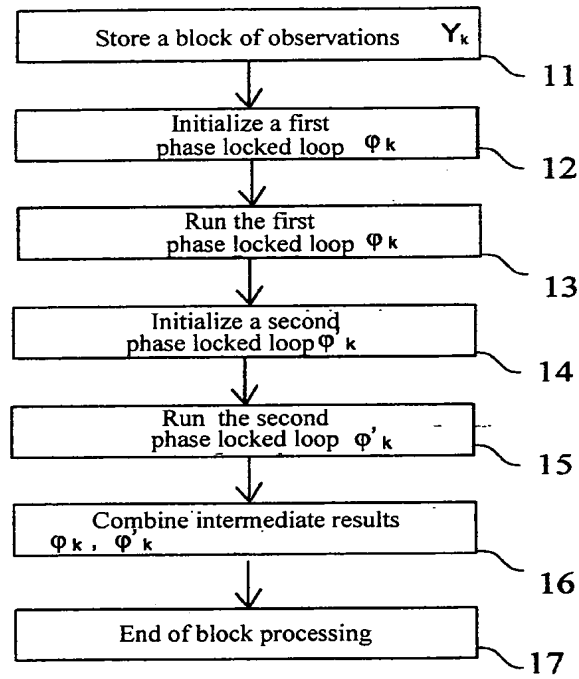 Store a block of observations Yk
11
Initialize a first
phase locked loop φk
12
Run the first
phase locked loop φk
13
Initialize a second
phase locked loop φ'k
14
Run the second
phase locked loop φ'k
15
Combine intermediate results
φk, φ'k
16
End of block processing
17